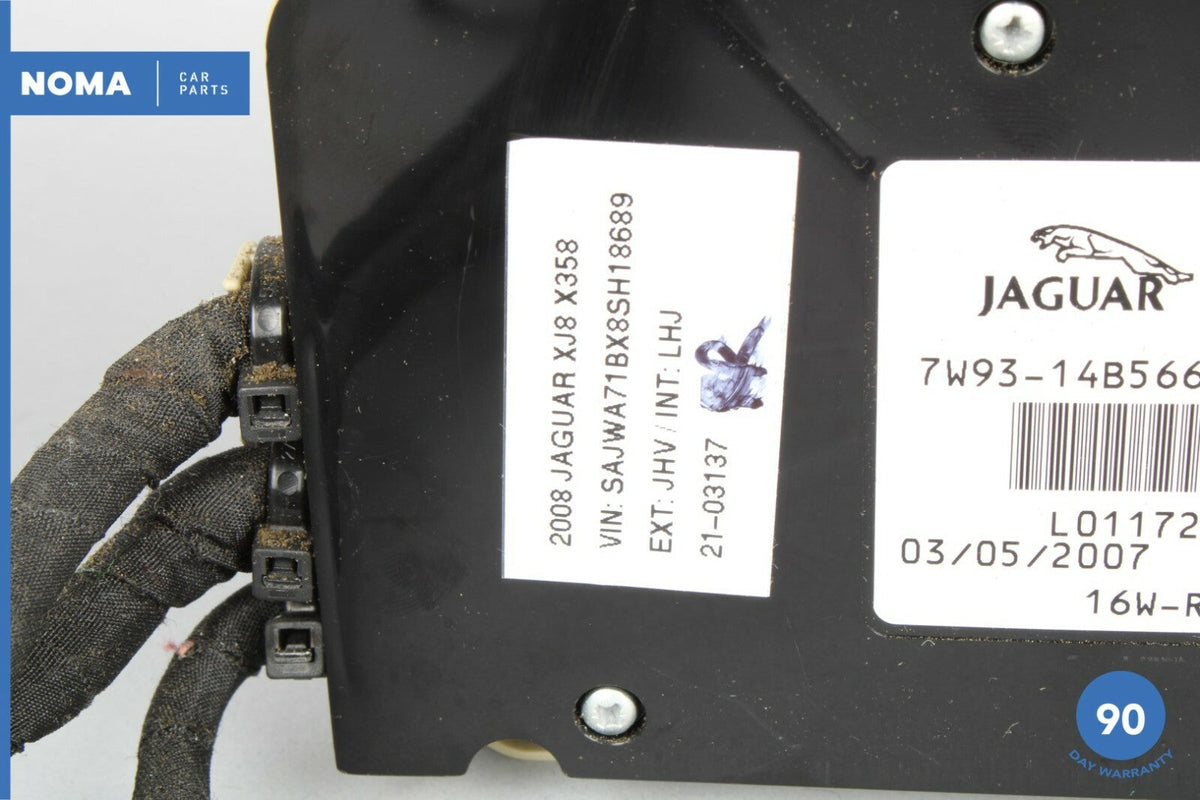 NOMA
CAR
PARTS
2008 JAGUAR XJ8 X358
VIN: SAJWA71BX8SH18689
EXT: JHV / INT: LHJ
21-03137
JAGUAR
7W93-14B566
L01172
03/05/2007
16W-R
90
DAY WARRANTY